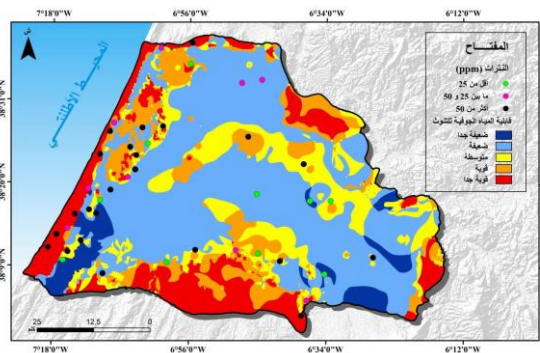 7°18'0"W 6°56'0"W 6°34'0"W 6°12'0"W
المفتـــــاح
النترات (ppm)
أقل من 25
ما بين 25 و 50
أكثر من 50
قابلية المياه الجوفية للتلوث
ضعيفة جدا
ضعيفة
متوسطة
قوية
قوية جدا
المحيط الأطلنتي
25 12,5 0
7°18'0"W 6°56'0"W 6°34'0"W 6°12'0"W